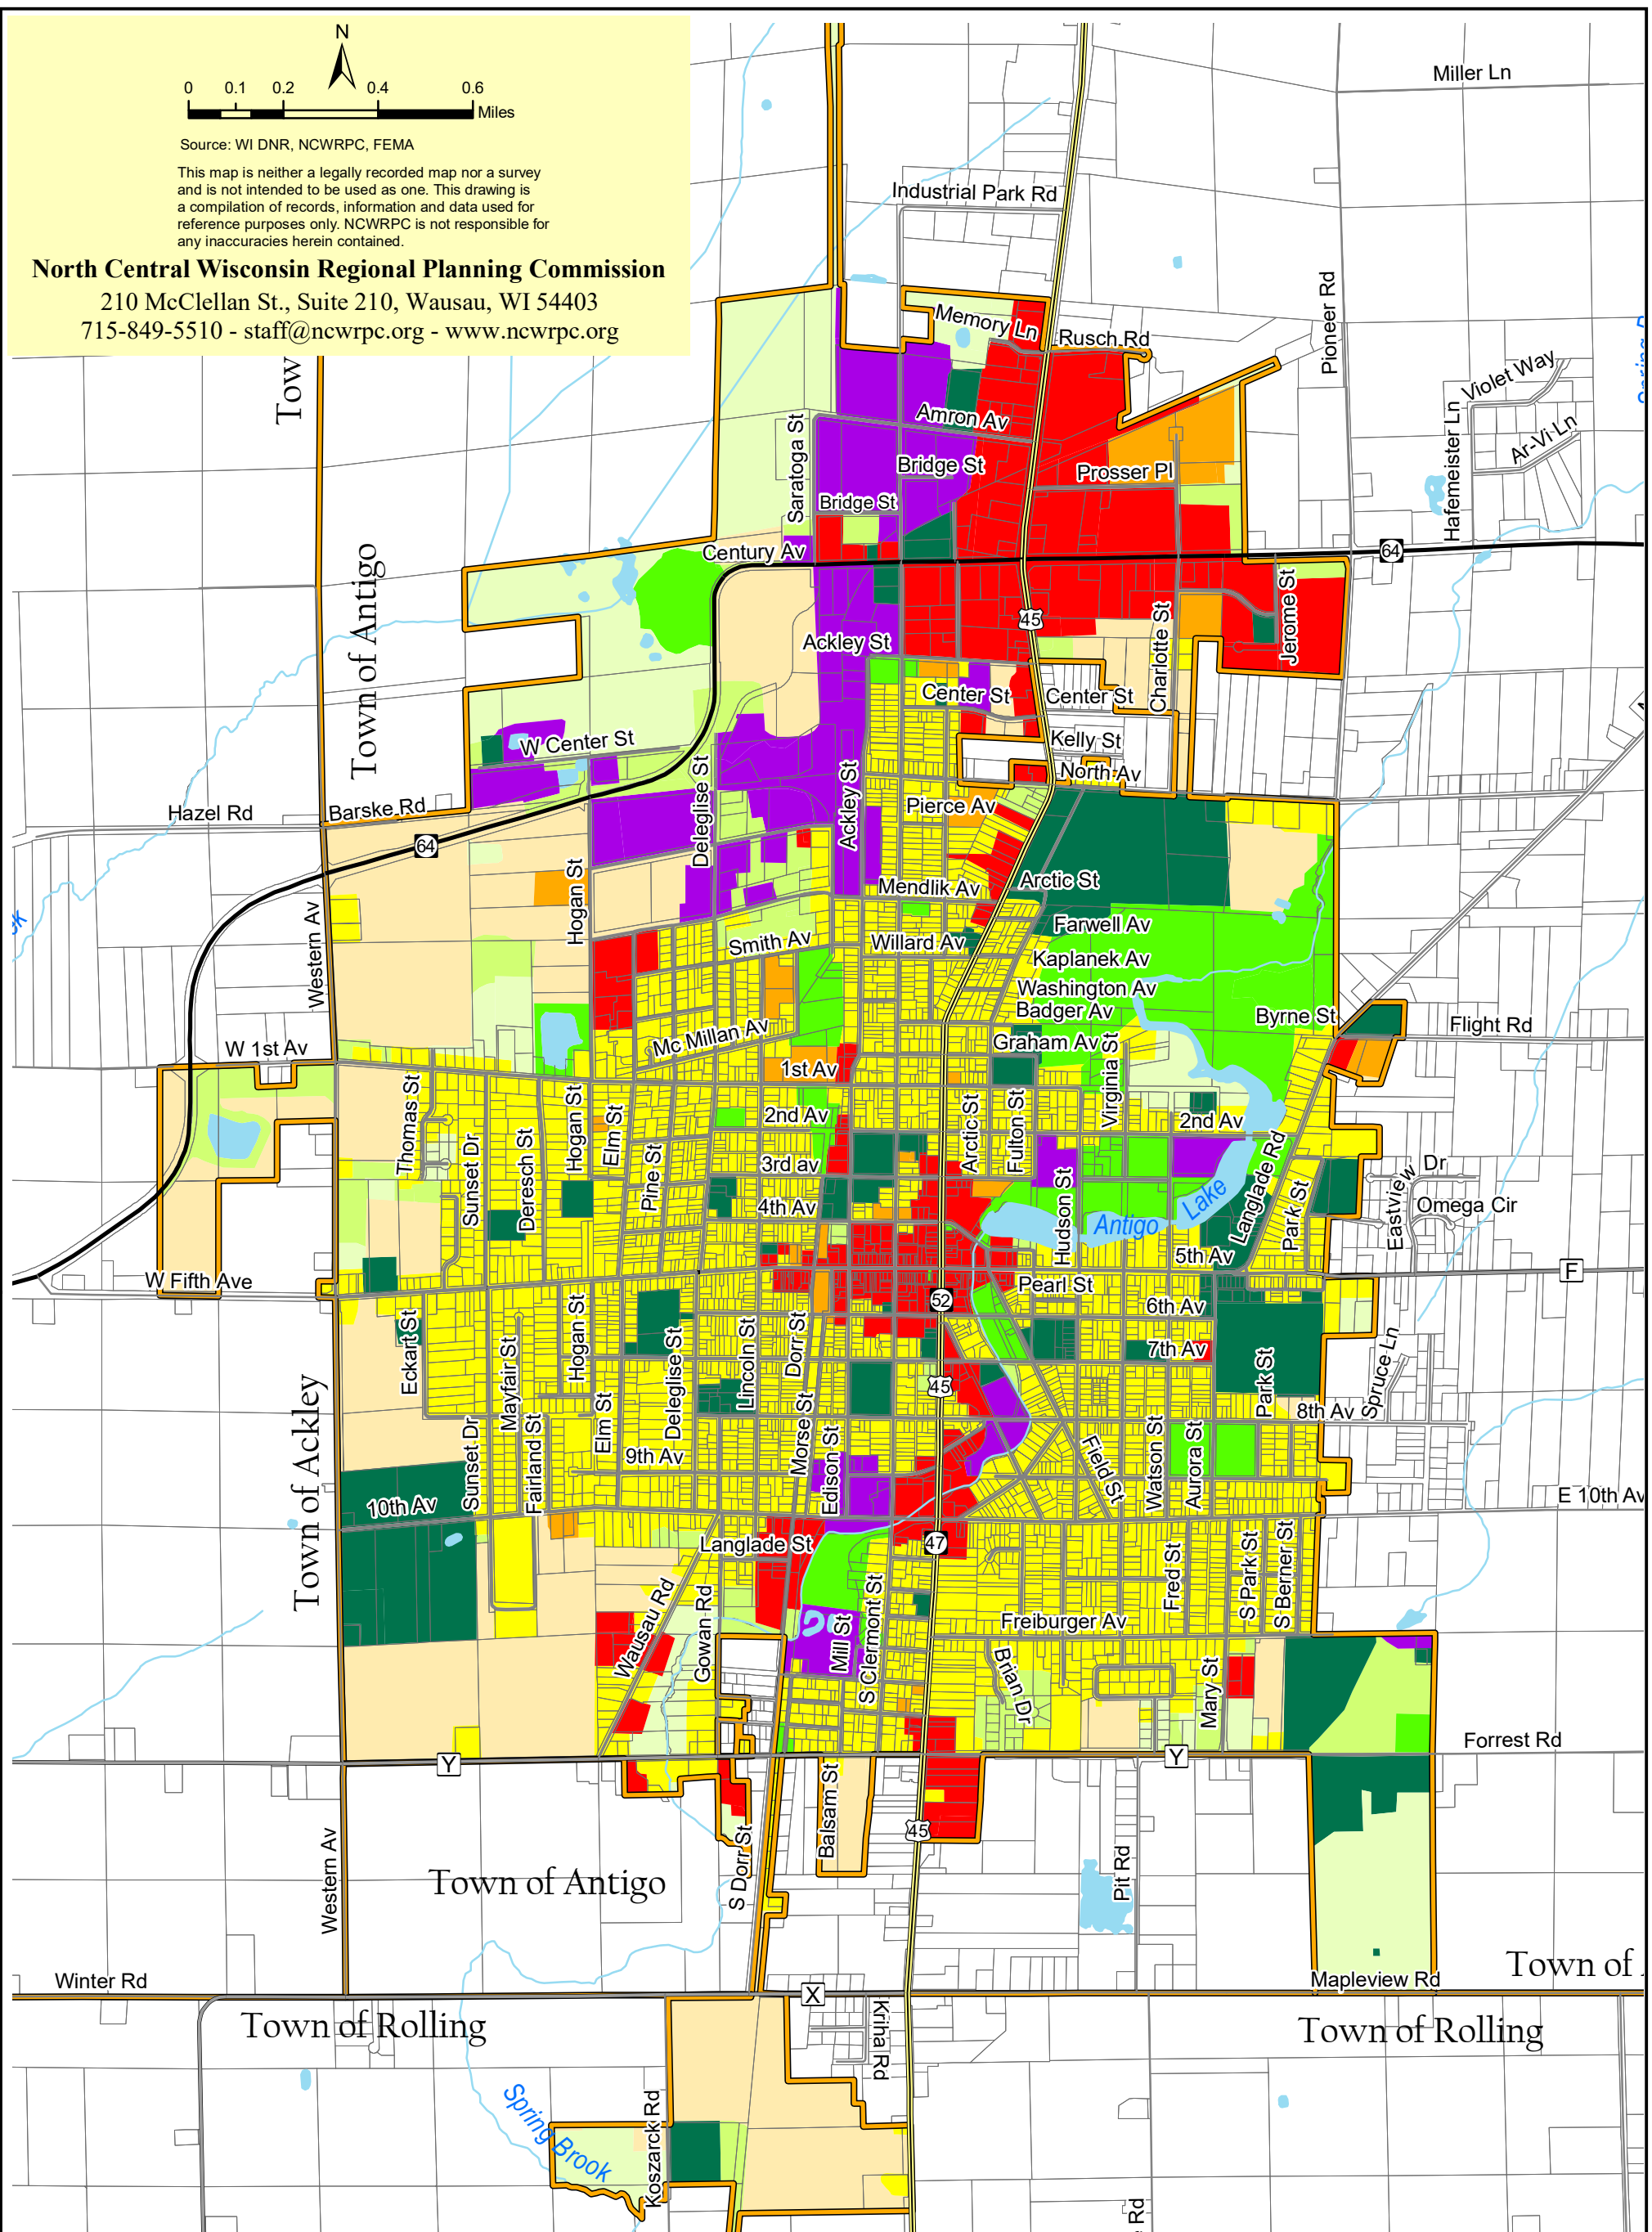 N
0 0.1 0.2 0.4 0.6
Miles
Source: WI DNR, NCWRPC, FEMA
This map is neither a legally recorded map nor a survey
and is not intended to be used as one. This drawing is
a compilation of records, information and data used for
reference purposes only. NCWRPC is not responsible for
any inaccuracies herein contained.
North Central Wisconsin Regional Planning Commission
210 McClellan St., Suite 210, Wausau, WI 54403
715-849-5510 - staff@ncwrpc.org - www.ncwrpc.org
Miller Ln
Industrial Park Rd
Pioneer Rd
Memory Ln
Rusch Rd
Violet Way
Tow
Hafemeister Ln
Ar-Vi Ln
Amron Av
Saratoga St
Bridge St
Prosser Pl
Bridge St
Century Av
64
Town of Antigo
Jerome St
45
Charlotte St
Ackley St
Center St
Center St
W Center St
Kelly St
North Av
Deleglise St
Ackley St
Pierce Av
Hazel Rd
Barske Rd
64
Hogan St
Mendlik Av
Arctic St
Western Av
Farwell Av
Smith Av
Willard Av
Kaplanek Av
Washington Av
Badger Av
Byrne St
Flight Rd
Mc Millan Av
Graham Av
W 1st Av
Virginia St
1st Av
Thomas St
Hogan St
Elm St
2nd Av
Arctic St
Fulton St
2nd Av
Sunset Dr
Deresch St
Pine St
3rd av
Hudson St
Langlade Rd
Eastview Dr
Park St
4th Av
Antigo Lake
Omega Cir
5th Av
W Fifth Ave
Pearl St
F
52
6th Av
Eckart St
Mayfair St
Hogan St
Deleglise St
Lincoln St
Dorr St
7th Av
Park St
Spruce Ln
45
Town of Ackley
Elm St
Morse St
8th Av
Sunset Dr
Fairland St
9th Av
Edison St
Field St
Watson St
Aurora St
10th Av
E 10th Av
Langlade St
47
Fred St
S Park St
S Berner St
Wausau Rd
Gowan Rd
Mill St
S Clermont St
Freiburger Av
Brian Dr
Mary St
Forrest Rd
Y
Y
Balsam St
45
Western Av
Town of Antigo
S Dorr St
Pit Rd
Winter Rd
Mapleview Rd
Town of
X
Town of Rolling
Kriha Rd
Town of Rolling
Spring Brook
Koszarck Rd
Rd